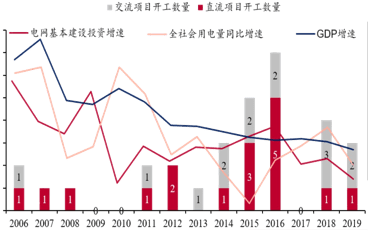 交流项目开工数量 直流项目开工数量
电网基本建设投资增速 全社会用电量同比增速 GDP增速
2 2
1 1 2 3 2
1 1 1 0 0 1 2 1 1 3 5 0 1 1
2006 2007 2008 2009 2010 2011 2012 2013 2014 2015 2016 2017 2018 2019